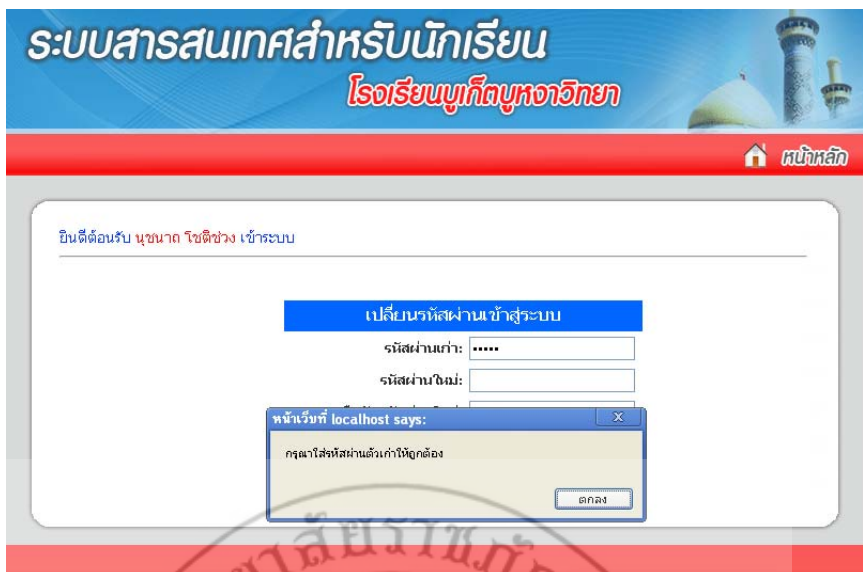 ระบบสารสนเทศสำหรับนักเรียน
โรงเรียนบูเก็ตบูหงาวิทยา
หน้าหลัก
ยินดีต้อนรับ นุชนาถ โชติช่วง เข้าระบบ
เปลี่ยนรหัสผ่านเข้าสู่ระบบ
รหัสผ่านเก่า: •••••
รหัสผ่านใหม่:
หน้าเว็บที่ localhost says:
X
กรุณาใส่รหัสผ่านตัวเก่าให้ถูกต้อง
ตกลง